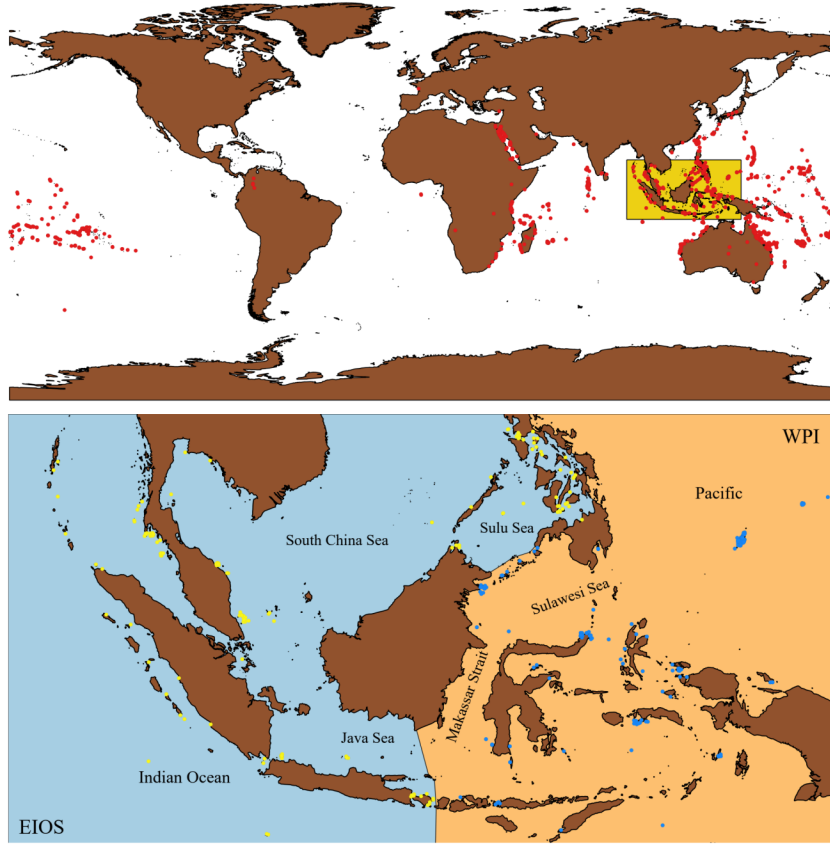 WPI
Pacific
South China Sea
Sulu Sea
Sulawesi Sea
Makassar Strait
Java Sea
Indian Ocean
EIOS